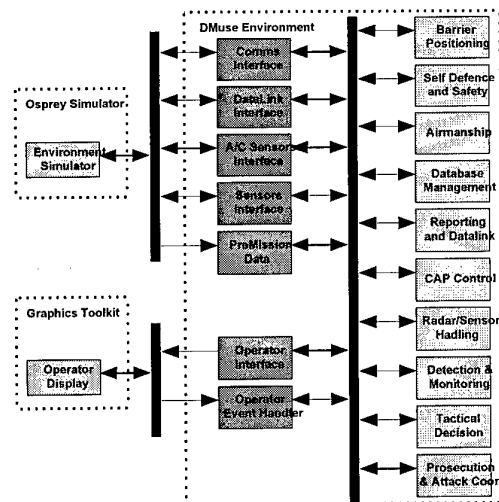 DMuse Environment
Comms
Interface
DataLink
Interface
A/C Sensors
Interface
Sensors
Interface
PreMission
Data
Operator
Interface
Operator
Event Handler
Osprey Simulator
Environment
Simulator
Graphics Toolkit
Operator
Display
Barrier
Positioning
Self Defence
and Safety
Airmanship
Database
Management
Reporting
and Datalink
CAP Control
Radar/Sensor
Hadling
Detection &
Monitoring
Tactical
Decision
Prosecution
& Attack Coor